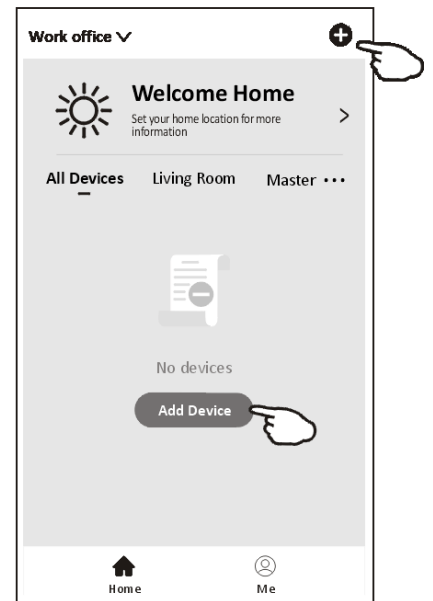 Work office
Welcome Home
Set your home location for more
information
All Devices Living Room Master ...
No devices
Add Device
Home Me